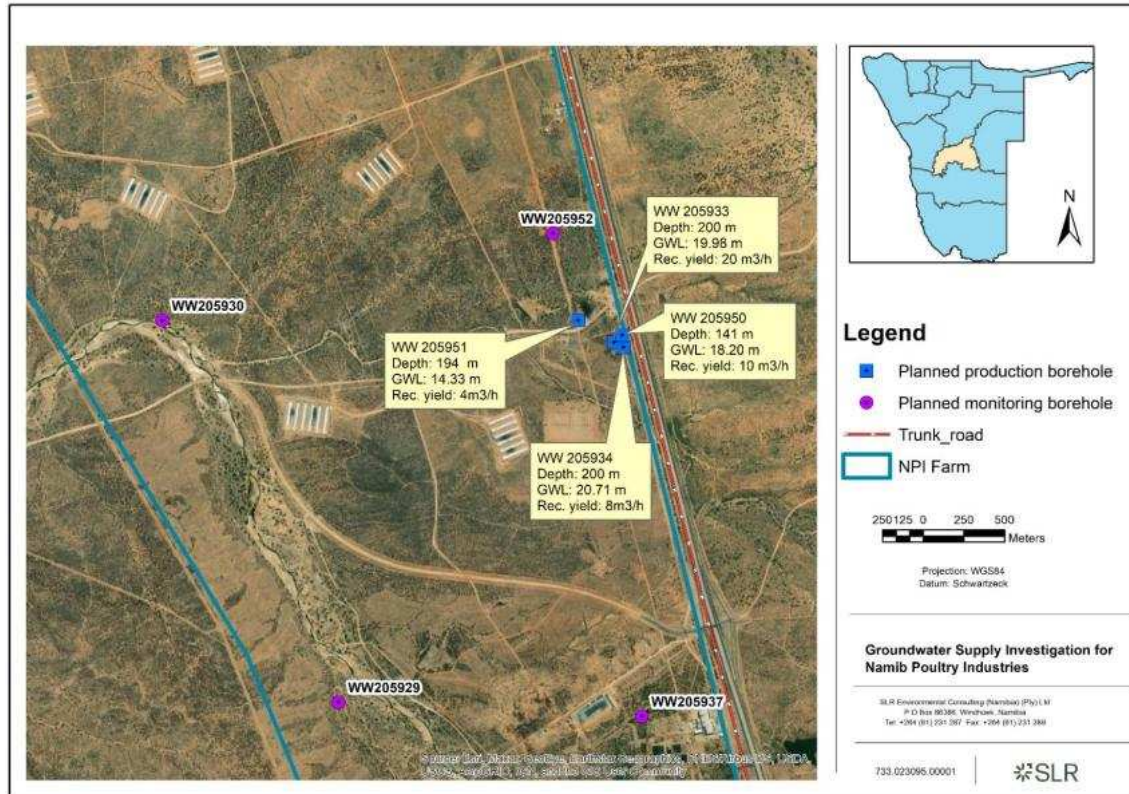 WW205952
WW 205933
Depth: 200 m
GWL: 19.98 m
Rec. yield: 20 m3/h
WW205930
WW 205950
Depth: 141 m
GWL: 18.20 m
Rec. yield: 10 m3/h
WW 205951
Depth: 194 m
GWL: 14.33 m
Rec. yield: 4m3/h
WW 205934
Depth: 200 m
GWL: 20.71 m
Rec. yield: 8m3/h
WW205929
WW205937
N
Legend
Planned production borehole
Planned monitoring borehole
Trunk_road
NPI Farm
250 125 0 250 500
Meters
Projection: WGS84
Datum: Schwartzeck
Groundwater Supply Investigation for
Namib Poultry Industries
SLR Environmental Consulting (Namibia) (Pty) Ltd
Windhoek, Namibia
733.023095.00001
SLR